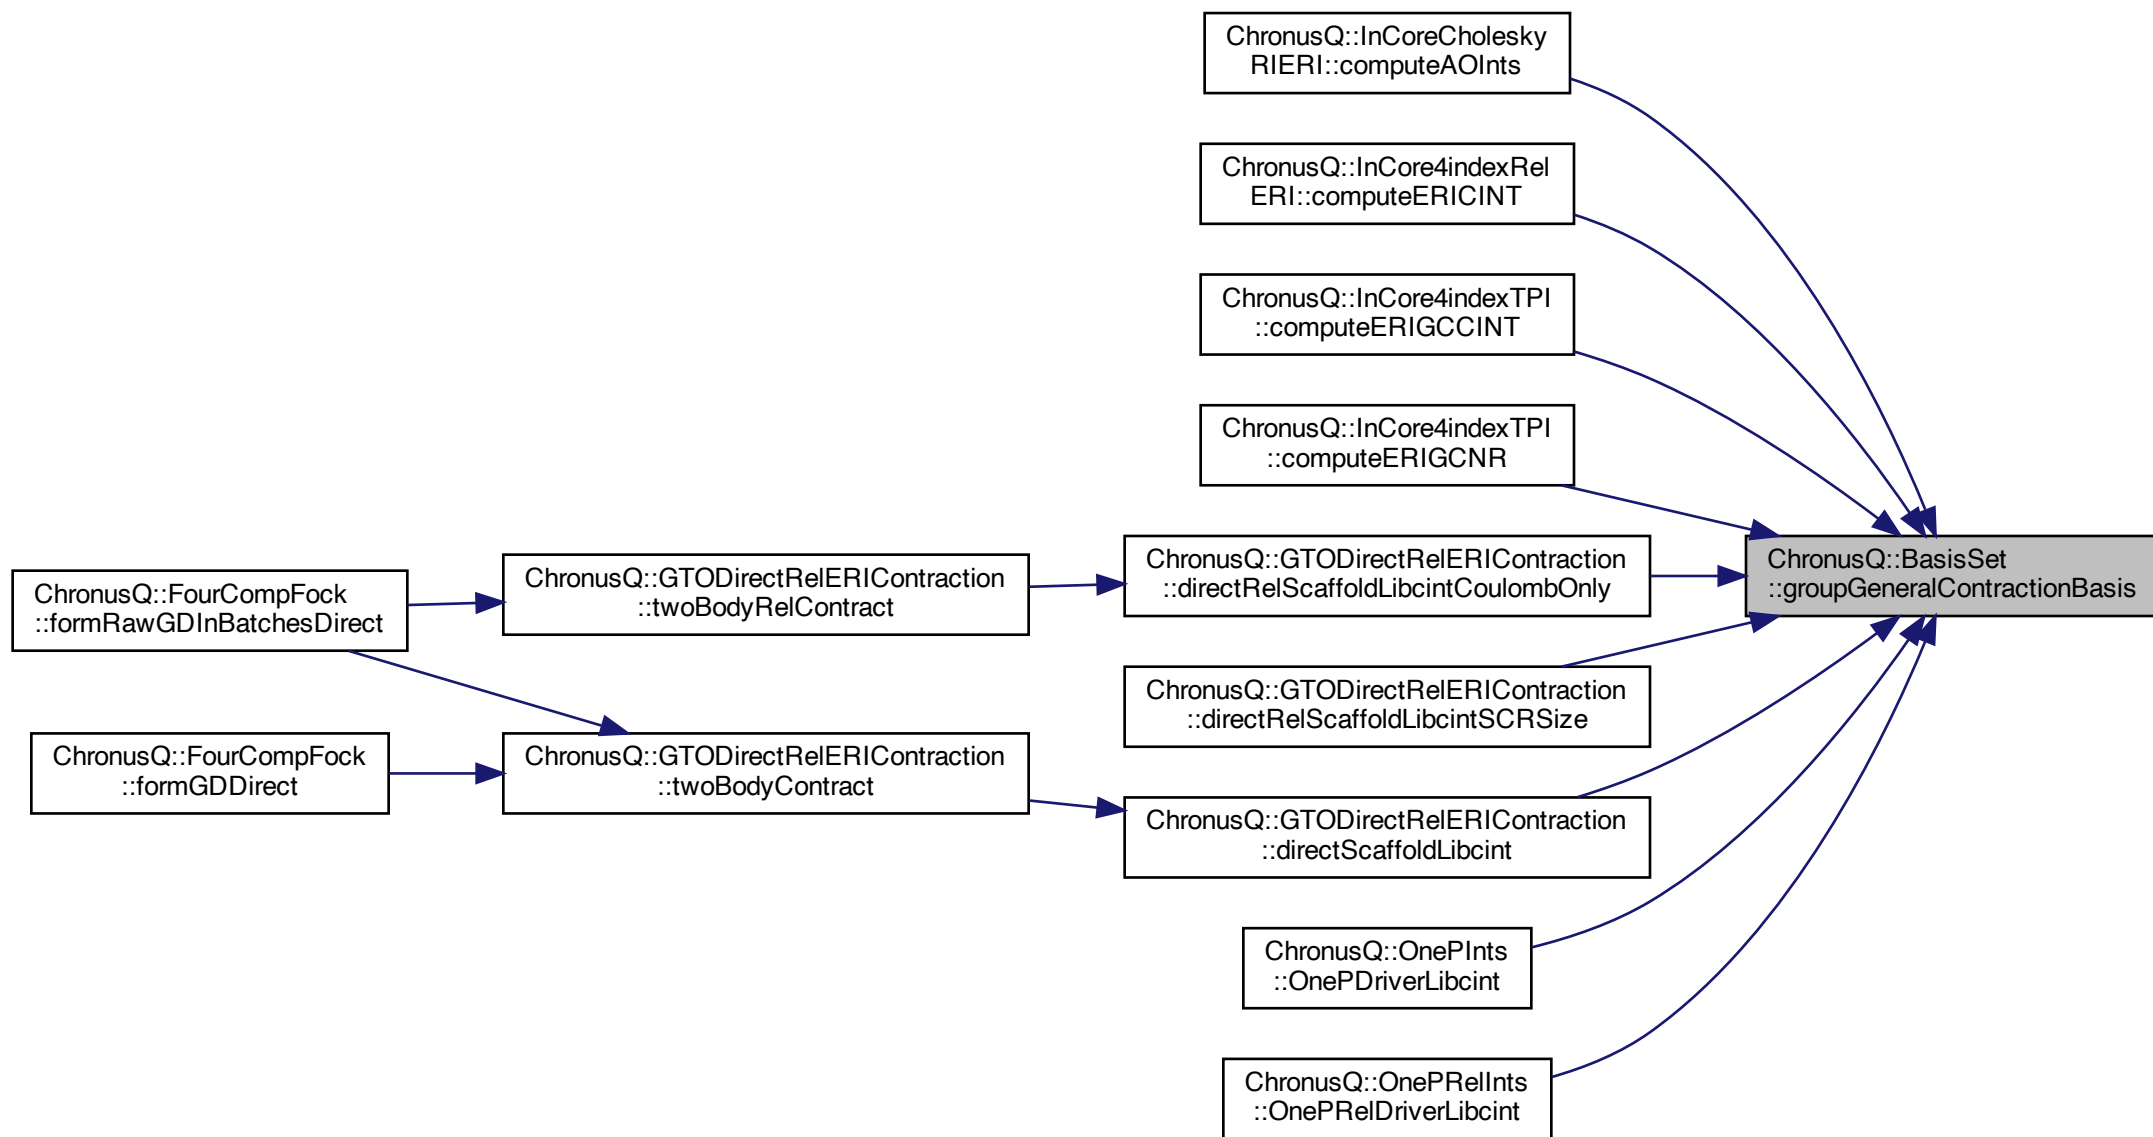 ChronusQ::InCoreCholesky
RIERI::computeAOInts
ChronusQ::InCore4indexRel
ERI::computeERICINT
ChronusQ::InCore4indexTPI
::computeERIGCCINT
ChronusQ::InCore4indexTPI
::computeERIGCNR
ChronusQ::GTODirectRelERIContraction
::directRelScaffoldLibcintCoulombOnly
ChronusQ::BasisSet
::groupGeneralContractionBasis
ChronusQ::GTODirectRelERIContraction
::twoBodyRelContract
ChronusQ::FourCompFock
::formRawGDInBatchesDirect
ChronusQ::GTODirectRelERIContraction
::directRelScaffoldLibcintSCRSize
ChronusQ::FourCompFock
::formGDDirect
ChronusQ::GTODirectRelERIContraction
::twoBodyContract
ChronusQ::GTODirectRelERIContraction
::directScaffoldLibcint
ChronusQ::OnePInts
::OnePDriverLibcint
ChronusQ::OnePRelInts
::OnePRelDriverLibcint